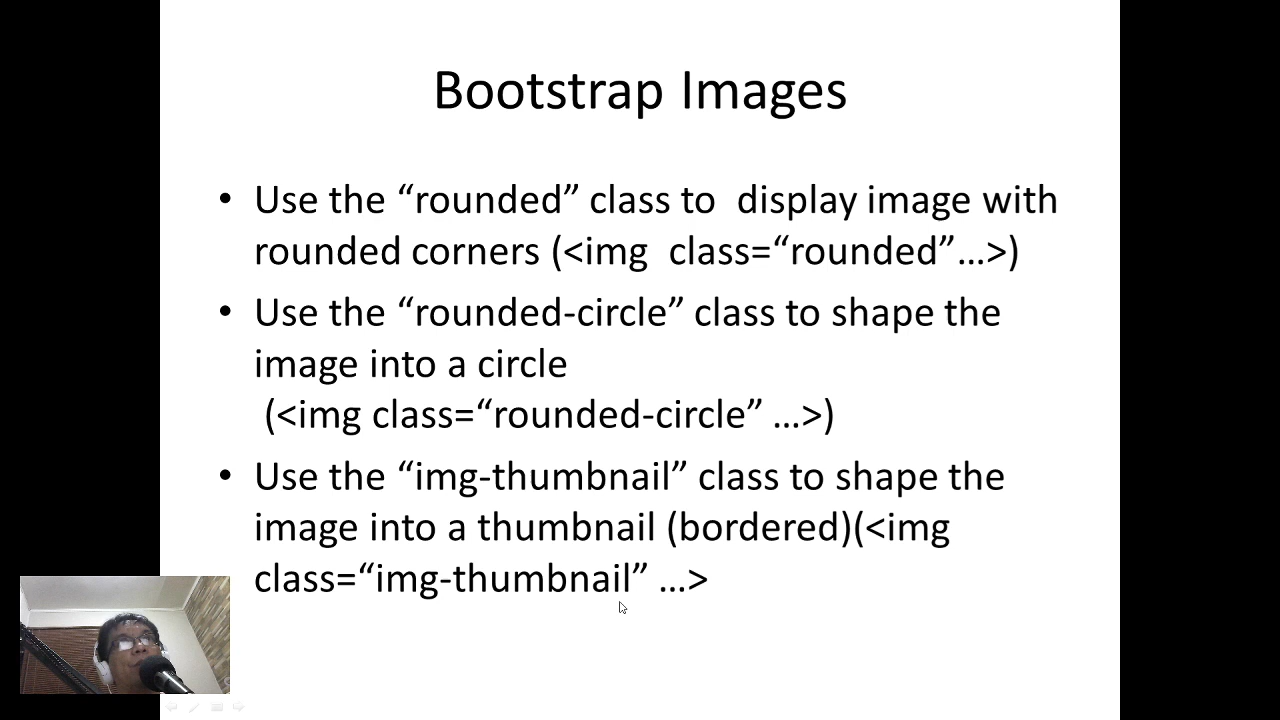 Bootstrap Images
• Use the “rounded” class to  display image with
rounded corners (<img  class=“rounded”…>)
• Use the “rounded-circle” class to shape the
image into a circle
(<img class=“rounded-circle” …>)
• Use the “img-thumbnail” class to shape the
image into a thumbnail (bordered)(<img
class=“img-thumbnail” …>